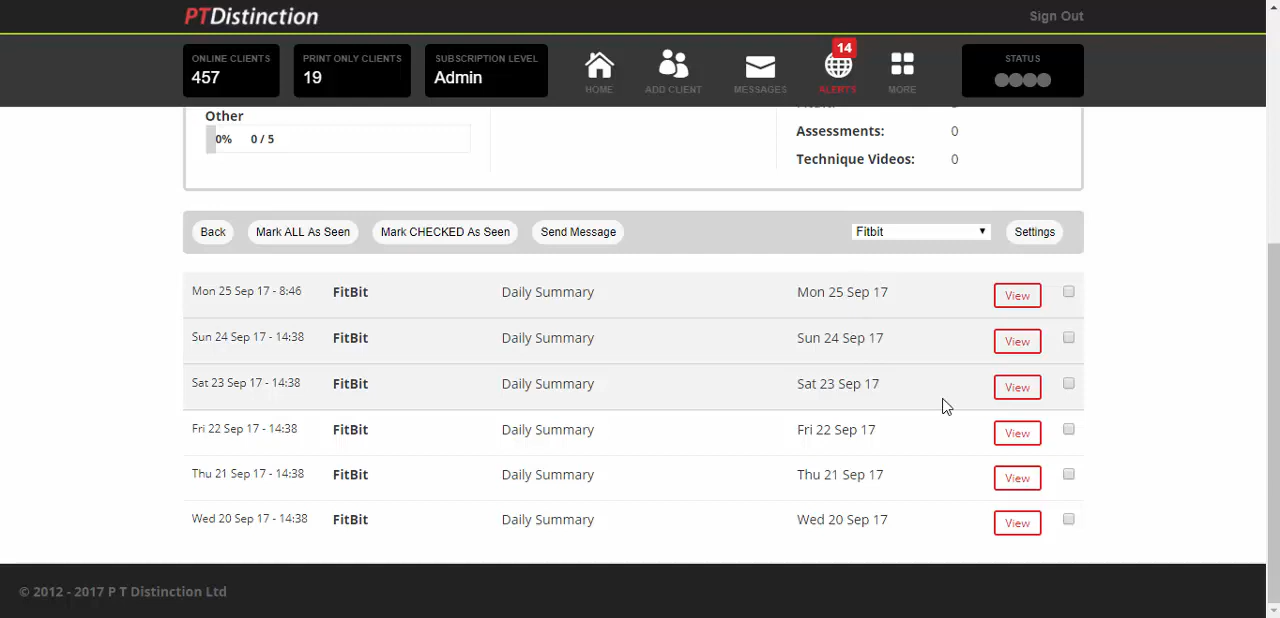 PTDistinction
Sign Out
ONLINE CLIENTS
457
PRINT ONLY CLIENTS
19
SUBSCRIPTION LEVEL
Admin
HOME
ADD CLIENT
MESSAGES
14
ALERTS
MORE
STATUS
Other
0% 0 / 5
Assessments: 0
Technique Videos: 0
Back Mark ALL As Seen Mark CHECKED As Seen Send Message Fitbit Settings
Mon 25 Sep 17 - 8:46 FitBit Daily Summary Mon 25 Sep 17 View
Sun 24 Sep 17 - 14:38 FitBit Daily Summary Sun 24 Sep 17 View
Sat 23 Sep 17 - 14:38 FitBit Daily Summary Sat 23 Sep 17 View
Fri 22 Sep 17 - 14:38 FitBit Daily Summary Fri 22 Sep 17 View
Thu 21 Sep 17 - 14:38 FitBit Daily Summary Thu 21 Sep 17 View
Wed 20 Sep 17 - 14:38 FitBit Daily Summary Wed 20 Sep 17 View
© 2012 - 2017 P T Distinction Ltd